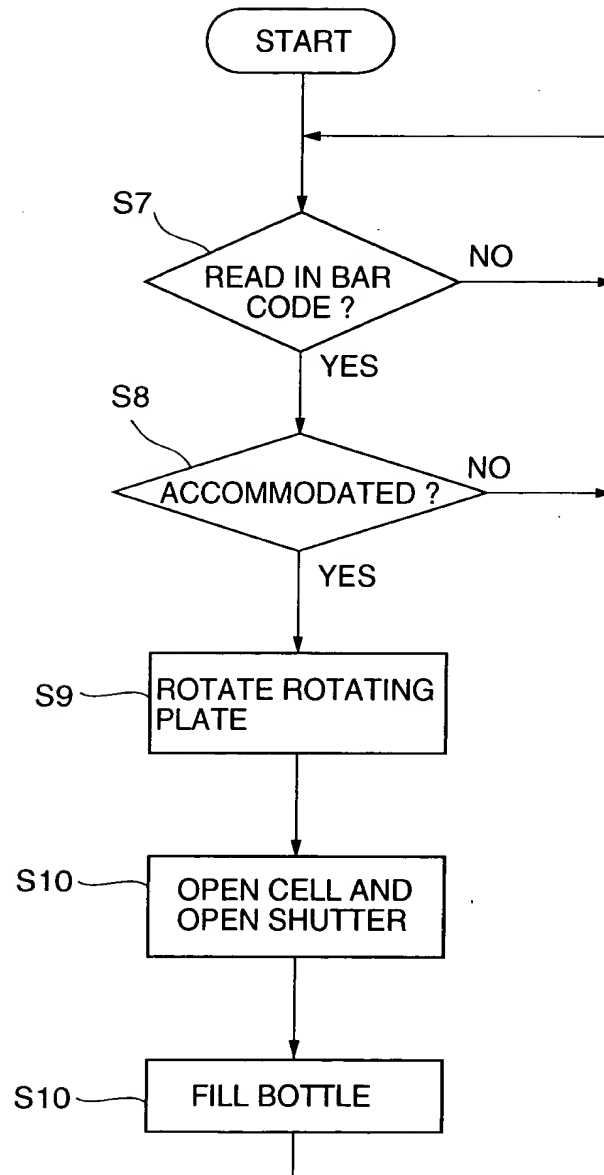 START
S7
READ IN BAR
CODE ?
NO
YES
S8
ACCOMMODATED ?
NO
YES
S9
ROTATE ROTATING
PLATE
S10
OPEN CELL AND
OPEN SHUTTER
S10
FILL BOTTLE